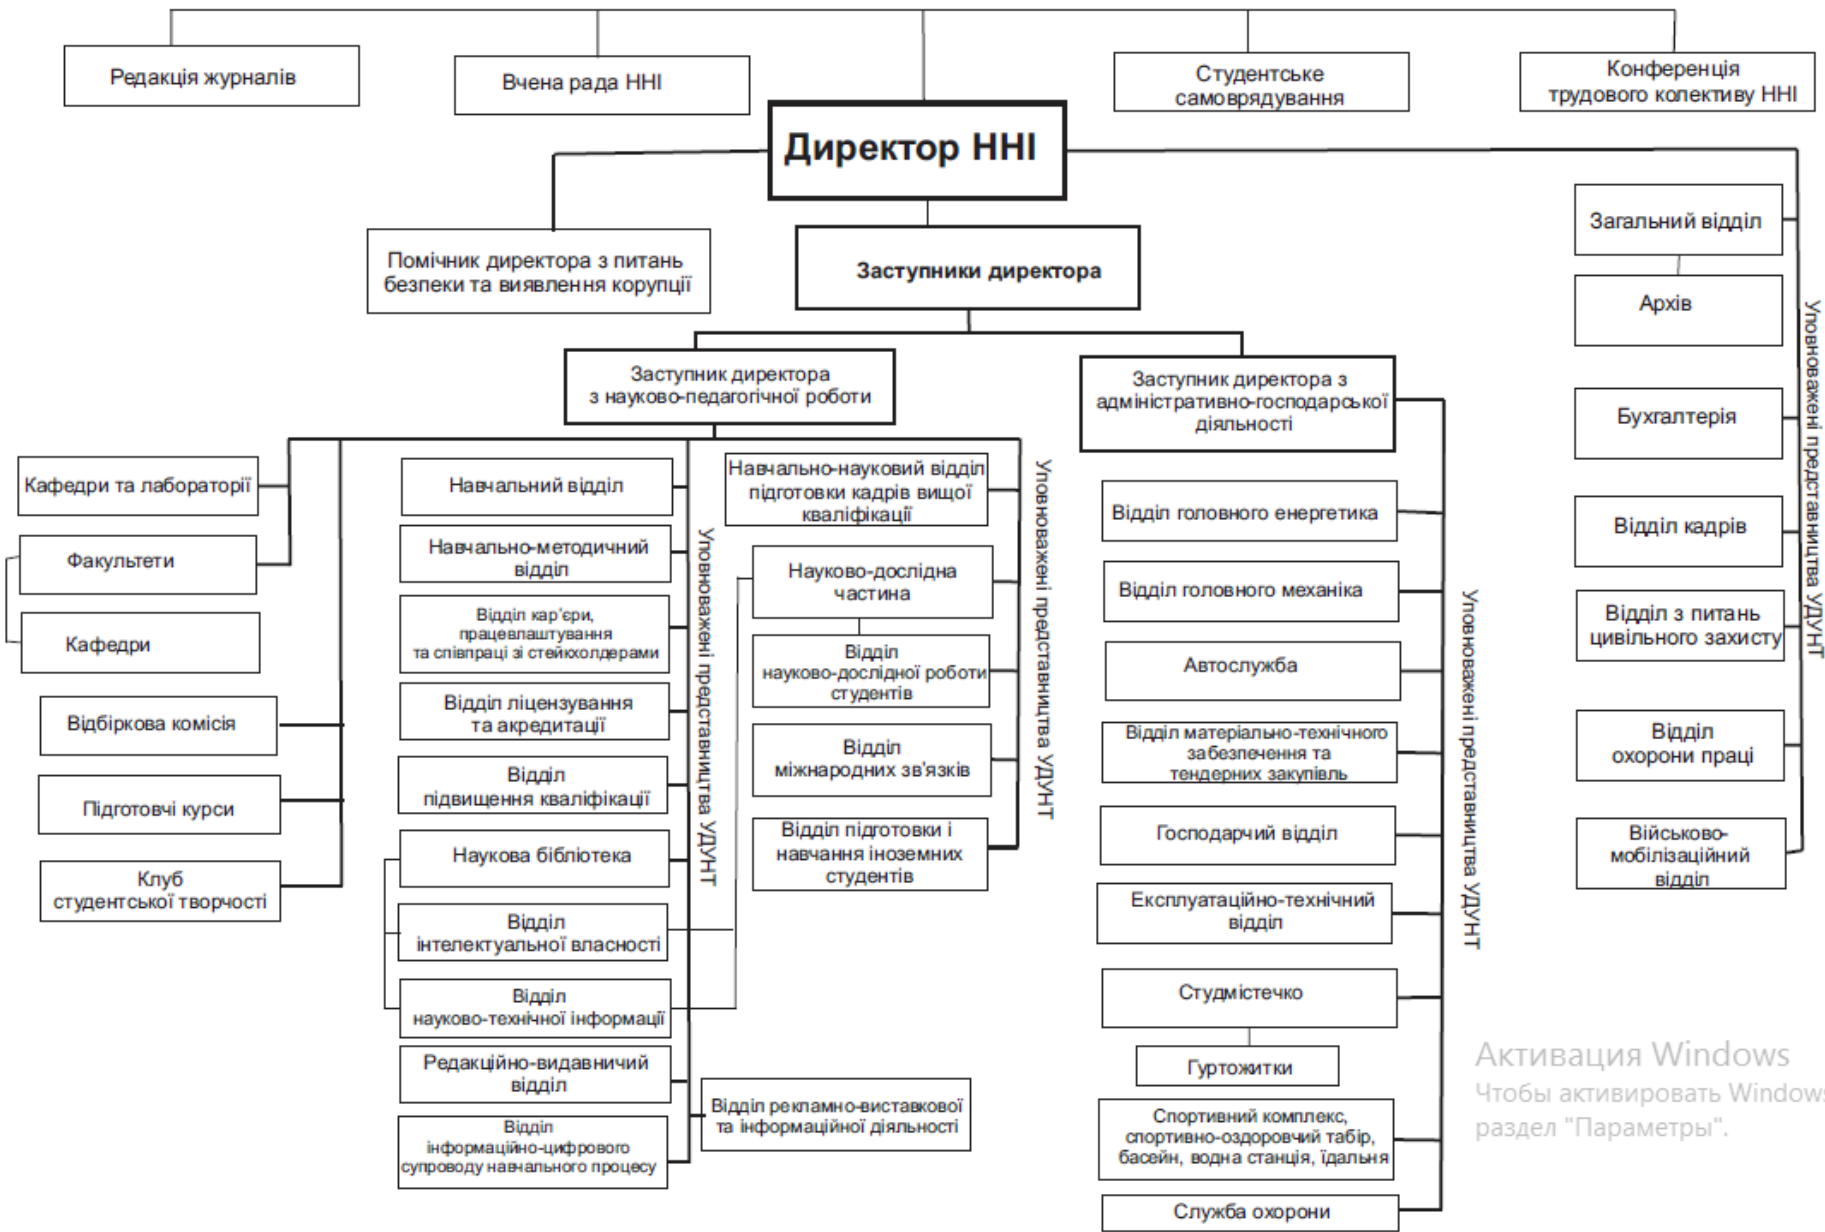 Редакція журналів
Вчена рада ННІ
Студентське
самоврядування
Конференція
трудового колективу ННІ
Директор ННІ
Помічник директора з питань
безпеки та виявлення корупції
Заступники директора
Загальний відділ
Архів
Бухгалтерія
Відділ кадрів
Відділ з питань
цивільного захисту
Відділ
охорони праці
Військово-
мобілізаційний
відділ
Уповноважені представництва УДУНТ
Заступник директора
з науково-педагогічної роботи
Заступник директора з
адміністративно-господарської
діяльності
Кафедри та лабораторії
Факультети
Кафедри
Відбіркова комісія
Підготовчі курси
Клуб
студентської творчості
Навчальний відділ
Навчально-методичний
відділ
Відділ кар’єри,
працевлаштування
та співпраці зі стейкхолдерами
Відділ ліцензування
та акредитації
Відділ
підвищення кваліфікації
Наукова бібліотека
Відділ
інтелектуальної власності
Відділ
науково-технічної інформації
Редакційно-видавничий
відділ
Відділ
інформаційно-цифрового
супроводу навчального процесу
Уповноважені представництва УДУНТ
Відділ рекламно-виставкової
та інформаційної діяльності
Навчально-науковий відділ
підготовки кадрів вищої
кваліфікації
Науково-дослідна
частина
Відділ
науково-дослідної роботи
студентів
Відділ
міжнародних зв'язків
Відділ підготовки і
навчання іноземних
студентів
Уповноважені представництва УДУНТ
Відділ головного енергетика
Відділ головного механіка
Автослужба
Відділ матеріально-технічного
забезпечення та
тендерних закупівль
Господарчий відділ
Експлуатаційно-технічний
відділ
Студмістечко
Гуртожитки
Спортивний комплекс,
спортивно-оздоровчий табір,
басейн, водна станція, їдальня
Служба охорони
Уповноважені представництва УДУНТ
Активация Windows
Чтобы активировать Windows
раздел "Параметры".